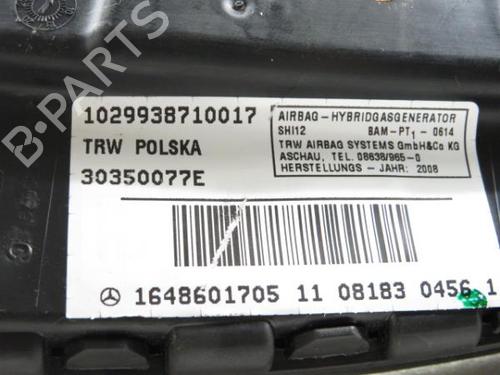 1029938710017
TRW POLSKA
30350077E
AIRBAG - HYBRIDGASGENERATOR
SHI12 BAM-PT1 - 0614
TRW AIRBAG SYSTEMS GmbH&Co KG
ASCHAU, TEL. 08638/965-0
HERSTELLUNGS - JAHR: 2008
1648601705 11 08183 0456 1